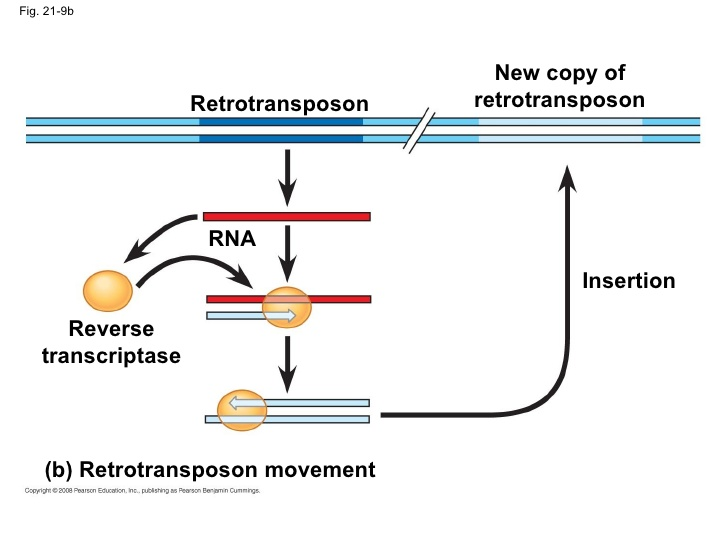 Fig. 21-9b
New copy of
retrotransposon
Retrotransposon
RNA
Insertion
Reverse
transcriptase
(b) Retrotransposon movement
Copyright © 2008 Pearson Education, Inc., publishing as Pearson Benjamin Cummings.